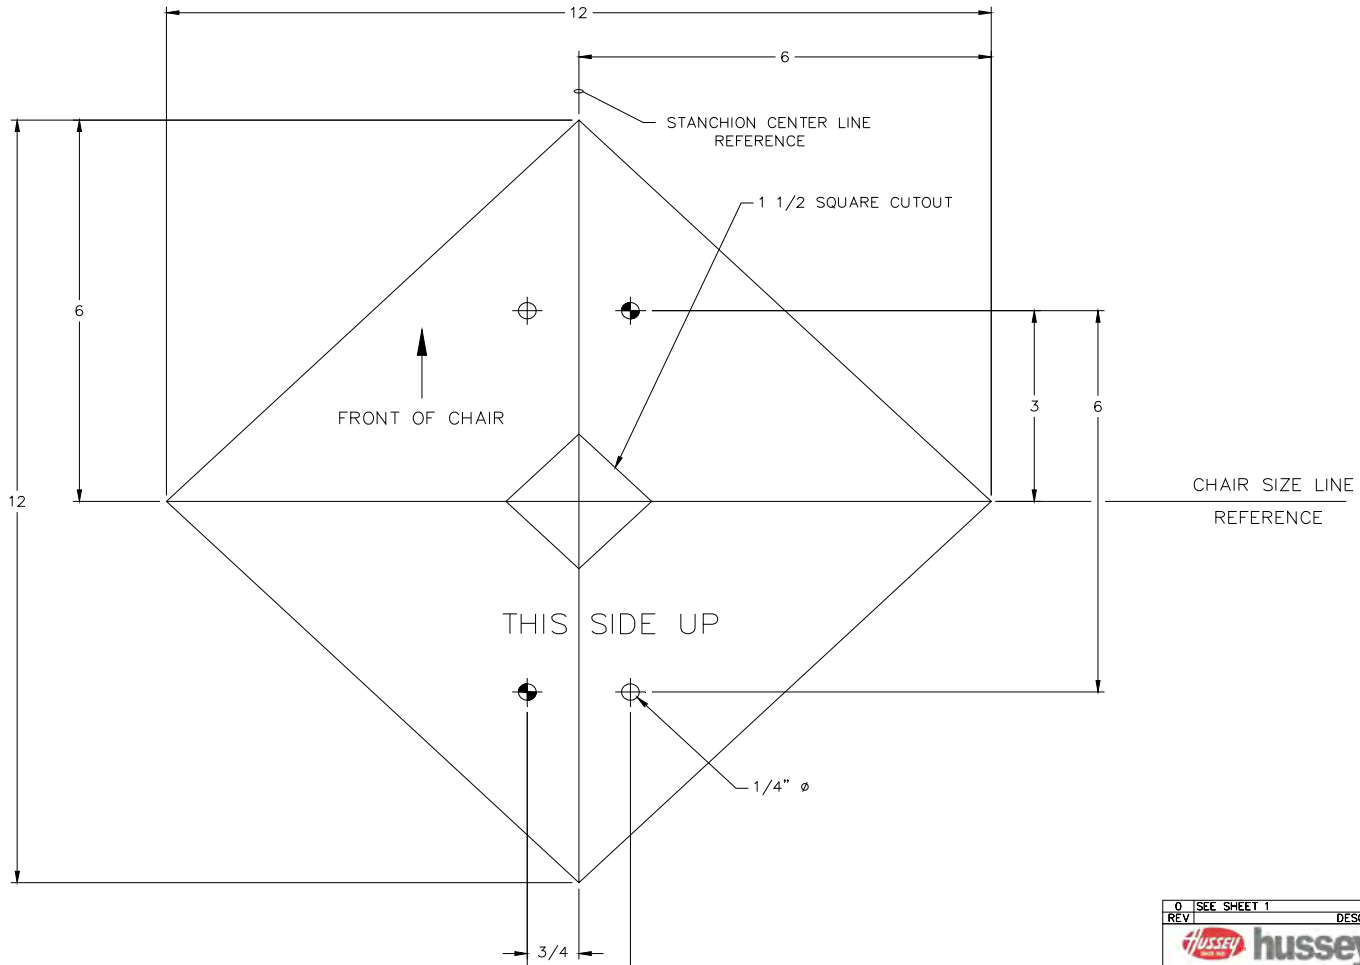 12
6
STANCHION CENTER LINE
REFERENCE
1 1/2 SQUARE CUTOUT
6
FRONT OF CHAIR
3
6
12
CHAIR SIZE LINE
REFERENCE
THIS SIDE UP
1/4" ø
3/4
0 SEE SHEET 1
REV
HUSSEY hussey